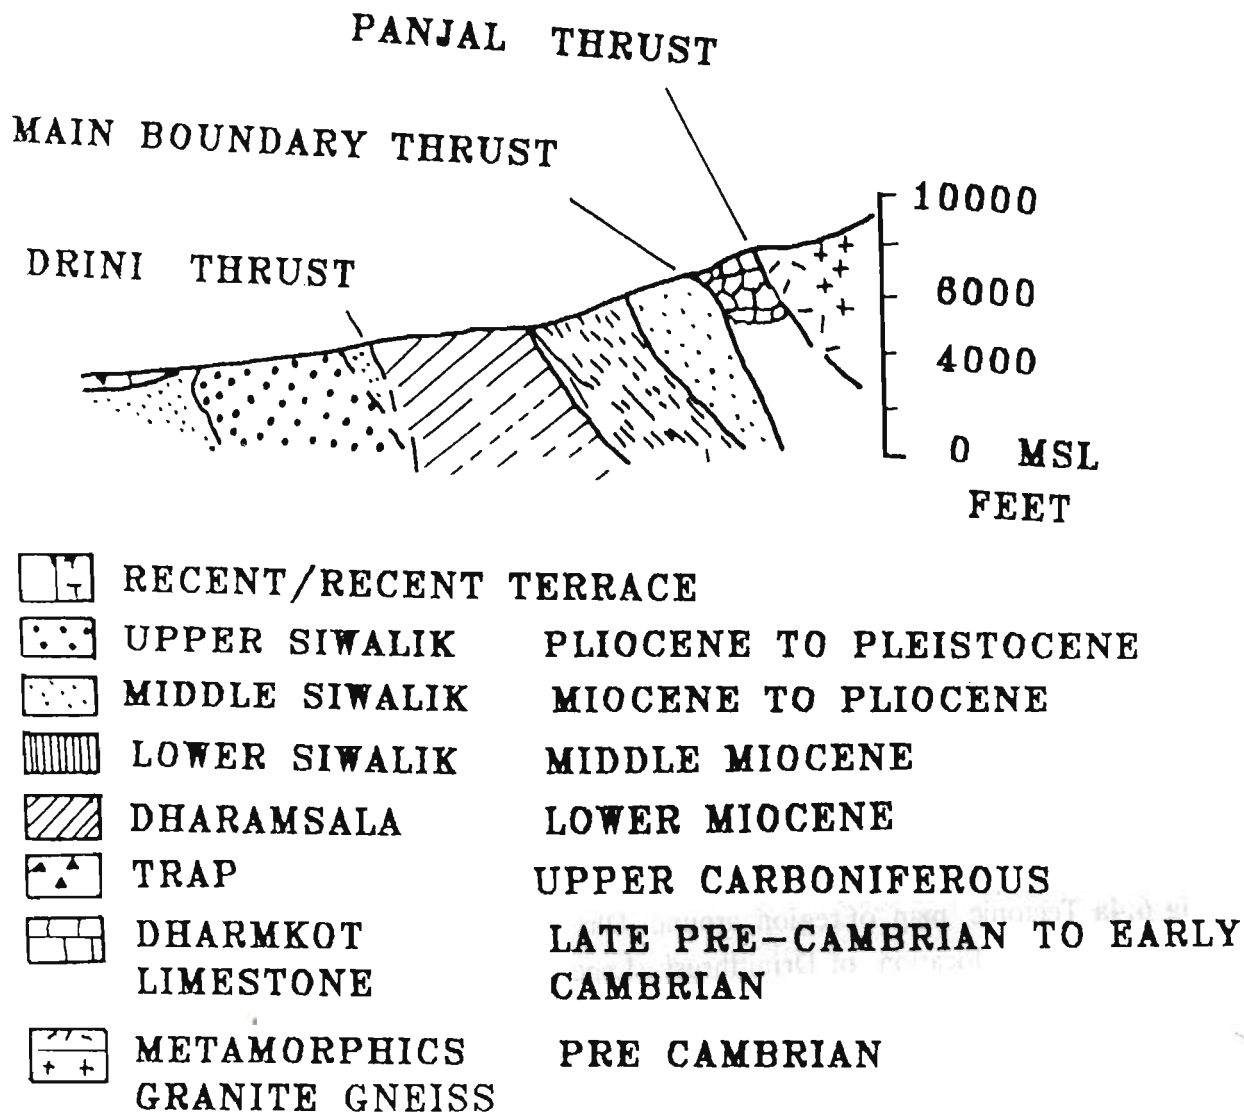 PANJAL THRUST
MAIN BOUNDARY THRUST
DRINI THRUST
10000
6000
4000
0 MSL
FEET
RECENT/RECENT TERRACE
UPPER SIWALIK PLIOCENE TO PLEISTOCENE
MIDDLE SIWALIK MIOCENE TO PLIOCENE
LOWER SIWALIK MIDDLE MIOCENE
DHARAMSALA LOWER MIOCENE
TRAP UPPER CARBONIFEROUS
DHARMKOT LATE PRE-CAMBRIAN TO EARLY
LIMESTONE CAMBRIAN
METAMORPHICS PRE CAMBRIAN
GRANITE GNEISS